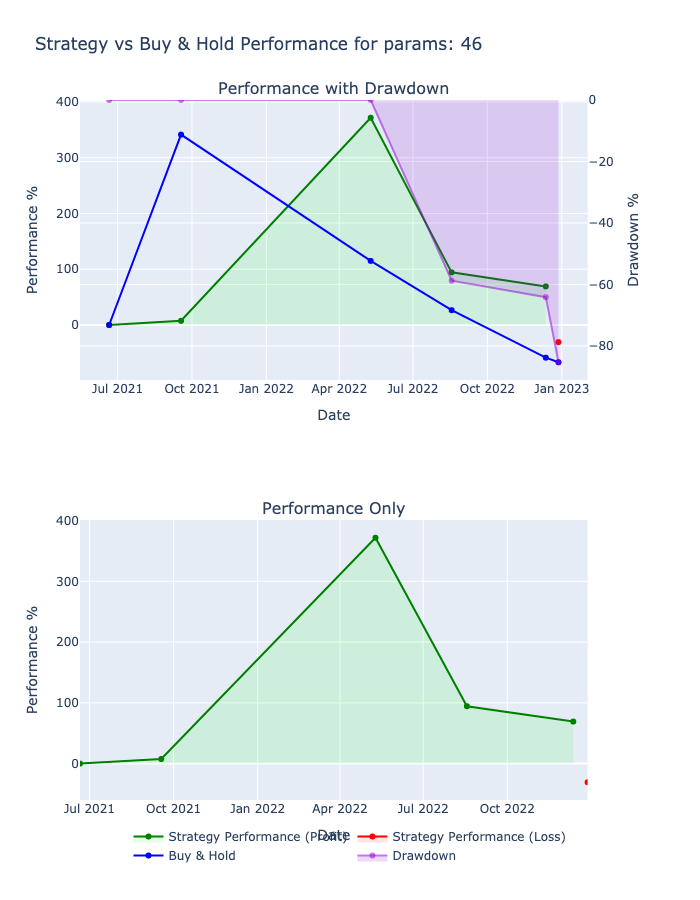 Strategy vs Buy & Hold Performance for params: 46
Performance with Drawdown
400
300
200
100
0
Performance %
0
−20
−40
−60
−80
Drawdown %
Jul 2021 Oct 2021 Jan 2022 Apr 2022 Jul 2022 Oct 2022 Jan 2023
Date
Performance Only
400
300
200
100
0
Performance %
Jul 2021 Oct 2021 Jan 2022 Apr 2022 Jul 2022 Oct 2022
Date
Strategy Performance (Profit) Strategy Performance (Loss)
Buy & Hold Drawdown